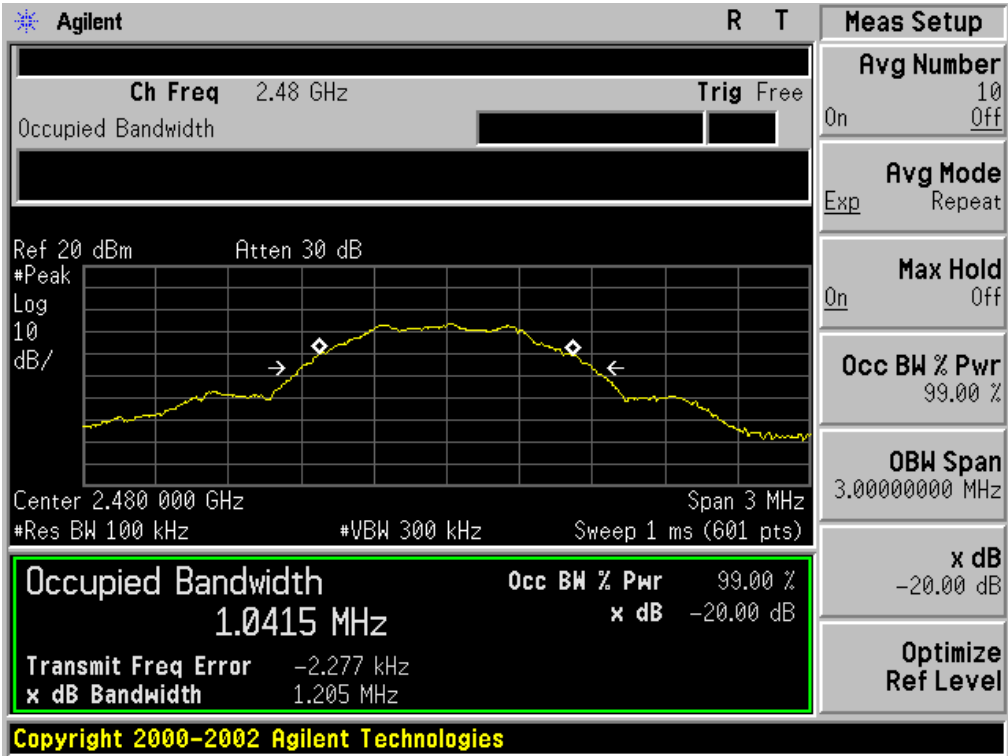 Agilent R T
Ch Freq 2.48 GHz Trig Free
Occupied Bandwidth
Ref 20 dBm Atten 30 dB
#Peak
Log
10
dB/
Center 2.480 000 GHz Span 3 MHz
#Res BW 100 kHz #VBW 300 kHz Sweep 1 ms (601 pts)
Occupied Bandwidth
1.0415 MHz
Occ BW % Pwr 99.00 %
x dB -20.00 dB
Transmit Freq Error -2.277 kHz
x dB Bandwidth 1.205 MHz
Copyright 2000-2002 Agilent Technologies
Meas Setup
Avg Number
10
On Off
Avg Mode
Exp Repeat
Max Hold
On Off
Occ BW % Pwr
99.00 %
OBW Span
3.00000000 MHz
x dB
-20.00 dB
Optimize
Ref Level